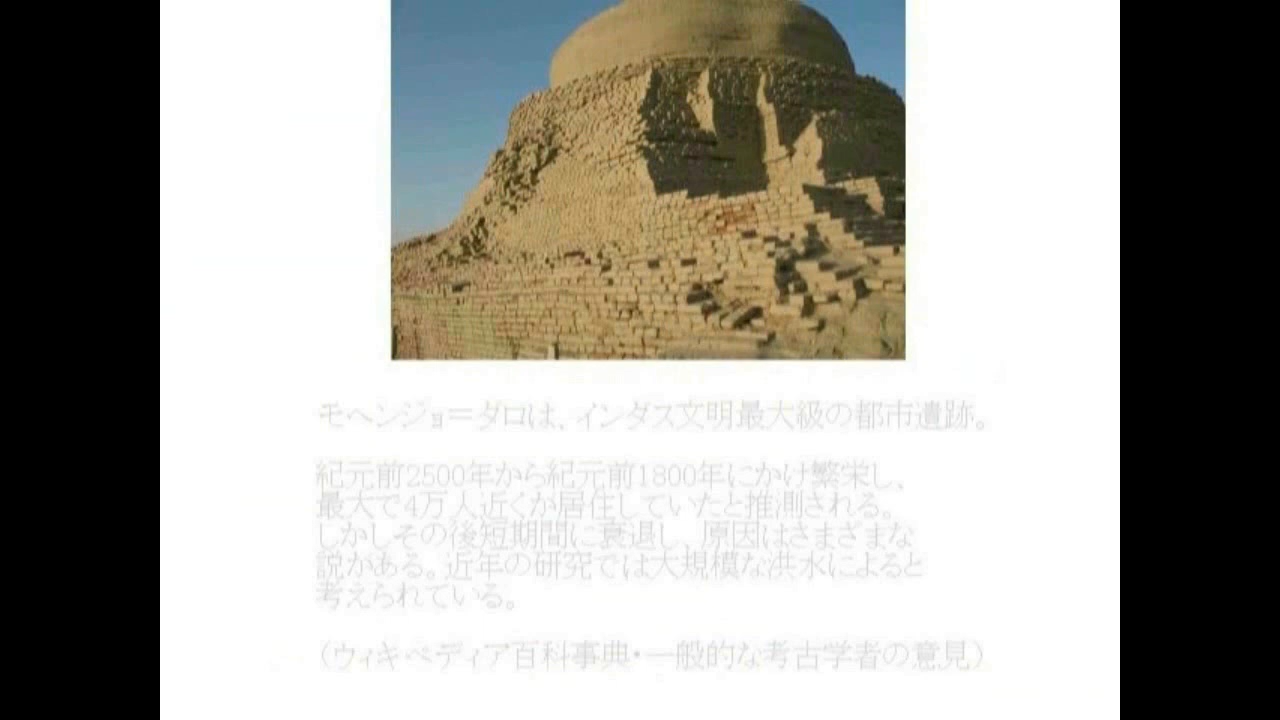 モヘンジョ＝ダロは、インダス文明最大級の都市遺跡。
紀元前2500年から紀元前1800年にかけ繁栄し、
最大で4万人近くが居住していたと推測される。
しかしその後短期間に衰退し、原因はさまざまな
説がある。近年の研究では大規模な洪水によると
考えられている。
（ウィキペディア百科事典・一般的な考古学者の意見）